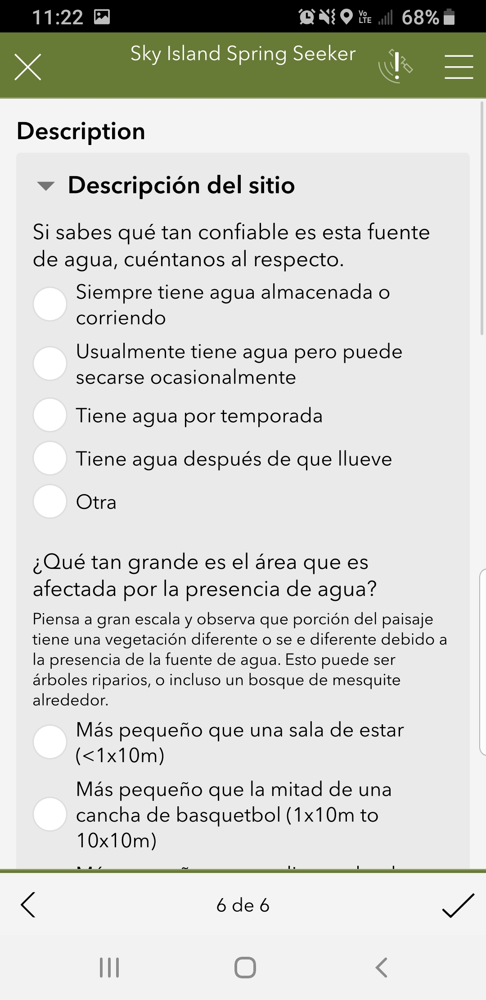 11:22
Vo
LTE
68%
Sky Island Spring Seeker
Description
Descripción del sitio
Si sabes qué tan confiable es esta fuente
de agua, cuéntanos al respecto.
Siempre tiene agua almacenada o
corriendo
Usualmente tiene agua pero puede
secarse ocasionalmente
Tiene agua por temporada
Tiene agua después de que llueve
Otra
¿Qué tan grande es el área que es
afectada por la presencia de agua?
Piensa a gran escala y observa que porción del paisaje
tiene una vegetación diferente o se e diferente debido a
la presencia de la fuente de agua. Esto puede ser
árboles riparios, o incluso un bosque de mesquite
alrededor.
Más pequeño que una sala de estar
(<1x10m)
Más pequeño que la mitad de una
cancha de basquetbol (1x10m to
10x10m)
6 de 6